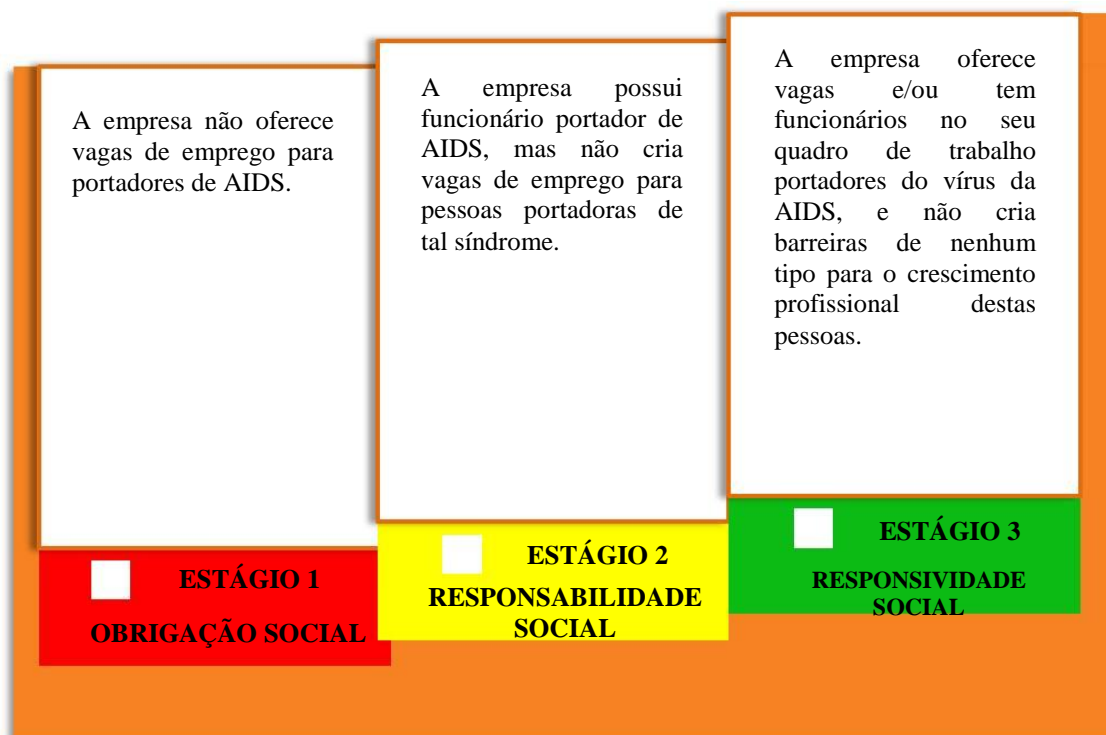 A empresa não oferece
vagas de emprego para
portadores de AIDS.
ESTÁGIO 1
OBRIGAÇÃO SOCIAL
A empresa possui
funcionário portador de
AIDS, mas não cria
vagas de emprego para
pessoas portadoras de
tal síndrome.
ESTÁGIO 2
RESPONSABILIDADE
SOCIAL
A empresa oferece
vagas e/ou tem
funcionários no seu
quadro de trabalho
portadores do vírus da
AIDS, e não cria
barreiras de nenhum
tipo para o crescimento
profissional destas
pessoas.
ESTÁGIO 3
RESPONSIVIDADE
SOCIAL